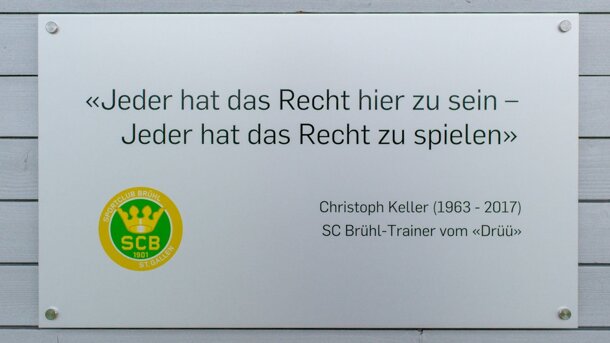 «Jeder hat das Recht hier zu sein –
Jeder hat das Recht zu spielen»
Christoph Keller (1963 - 2017)
SC Brühl-Trainer vom «Drüü»
SPORTCLUB BRÜHL
SCB
1901
ST. GALLEN